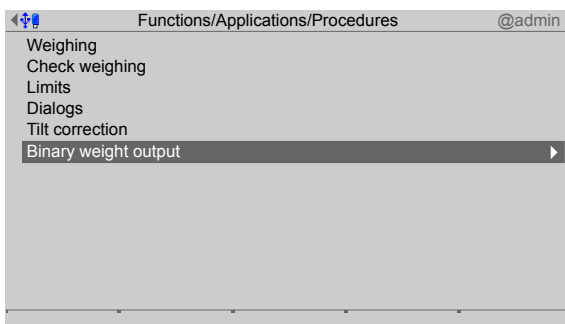 Functions/Applications/Procedures @admin
Weighing
Check weighing
Limits
Dialogs
Tilt correction
Binary weight output